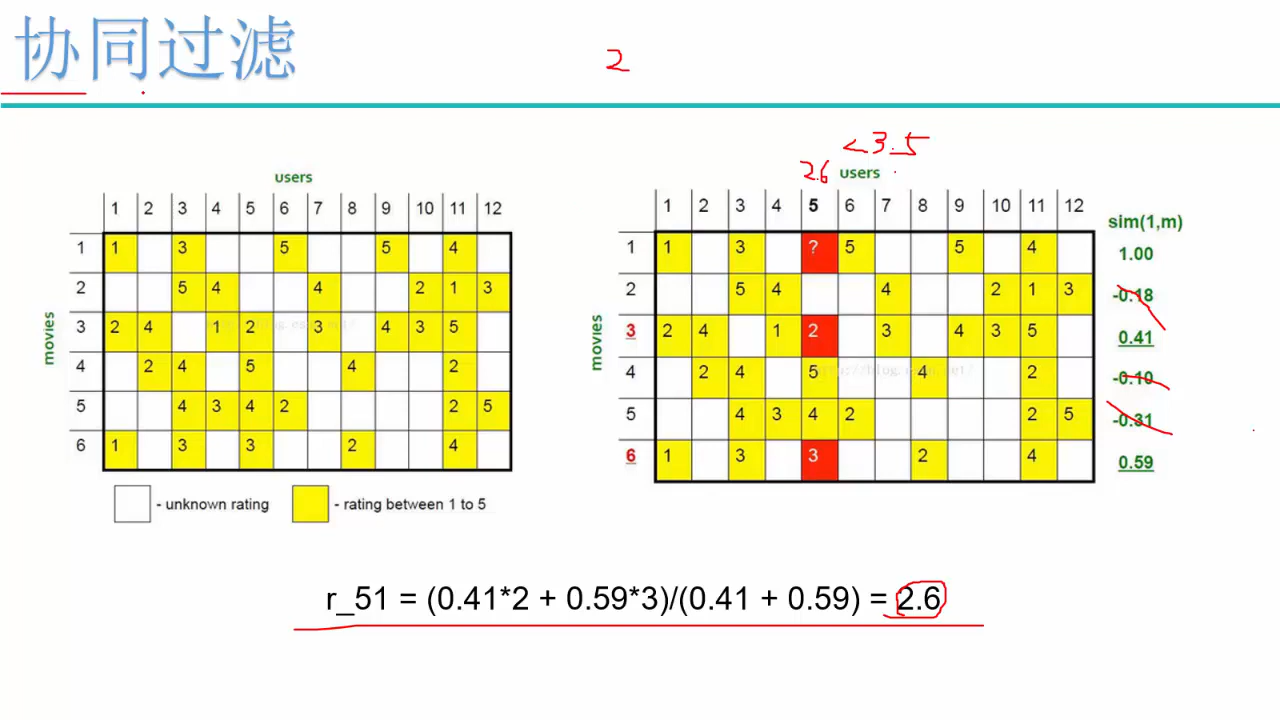 协同过滤
2
<3.5
2.6
users
1 2 3 4 5 6 7 8 9 10 11 12
movies
1 1 3 5 5 4
2 5 4 4 2 1 3
3 2 4 1 2 3 4 3 5
4 2 4 5 4 2
5 4 3 4 2 2 5
6 1 3 3 2 4
- unknown rating
- rating between 1 to 5
users
1 2 3 4 5 6 7 8 9 10 11 12
sim(1,m)
movies
1 1 3 ? 5 5 4 1.00
2 5 4 4 2 1 3 -0.18
3 2 4 1 2 3 4 3 5 0.41
4 2 4 5 4 2 -0.10
5 4 3 4 2 2 5 -0.31
6 1 3 3 2 4 0.59
r_51 = (0.41*2 + 0.59*3)/(0.41 + 0.59) = 2.6